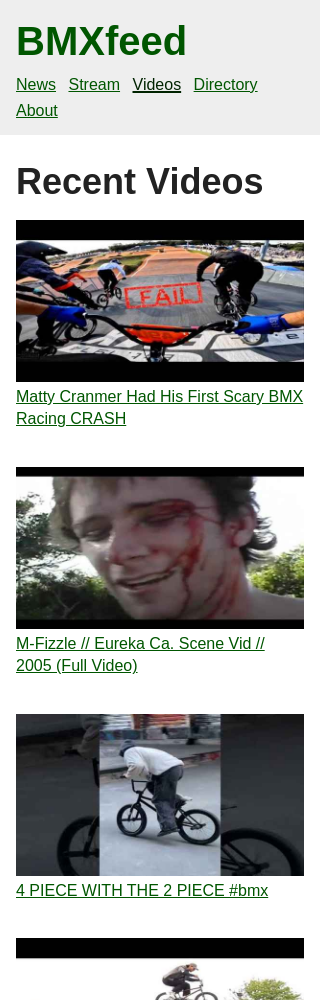 BMXfeed
News Stream Videos Directory
About
Recent Videos
FAIL
Matty Cranmer Had His First Scary BMX
Racing CRASH
M-Fizzle // Eureka Ca. Scene Vid //
2005 (Full Video)
4 PIECE WITH THE 2 PIECE #bmx